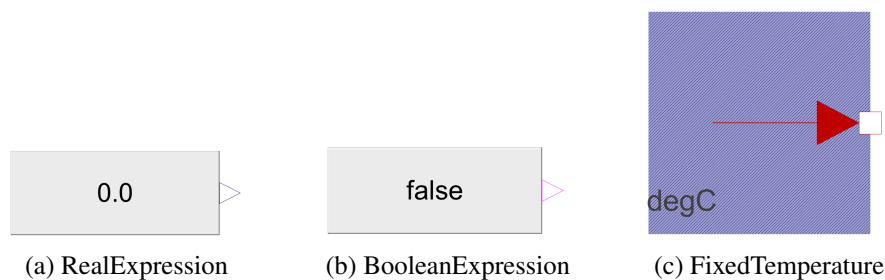 0.0
false
degC
(a) RealExpression
(b) BooleanExpression
(c) FixedTemperature